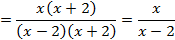 = x(x + 2) / (x − 2)(x + 2) = x / x − 2